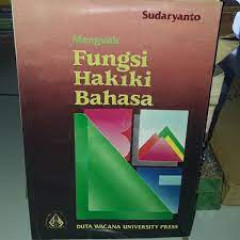 Sudaryanto
Menguak
Fungsi
Hakiki
Bahasa
DUTA WACANA UNIVERSITY PRESS